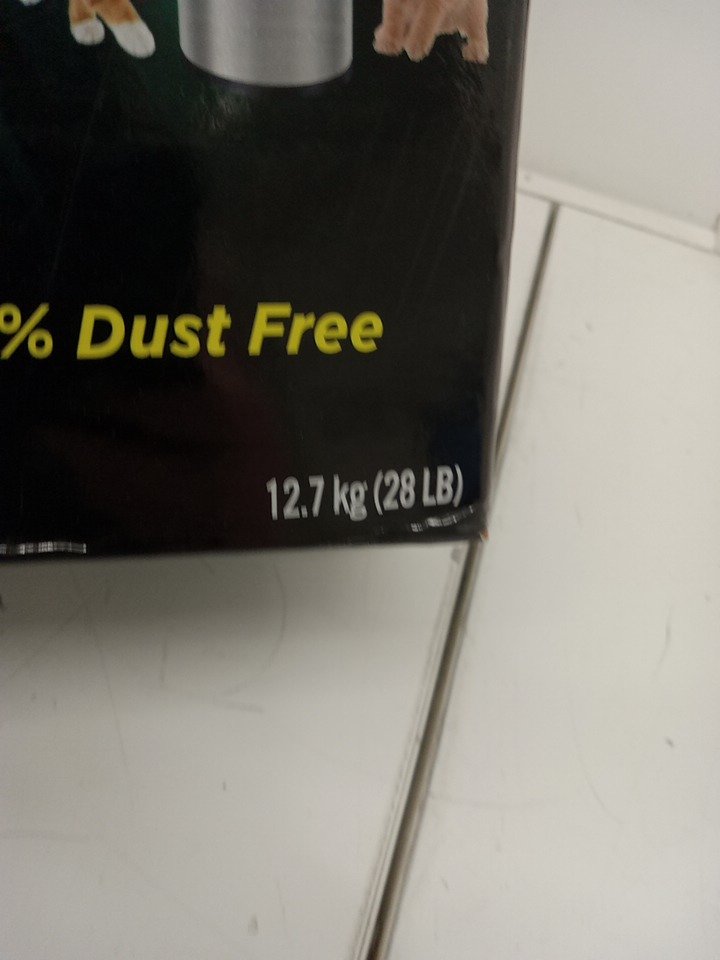 % Dust Free
12.7 kg (28 LB)